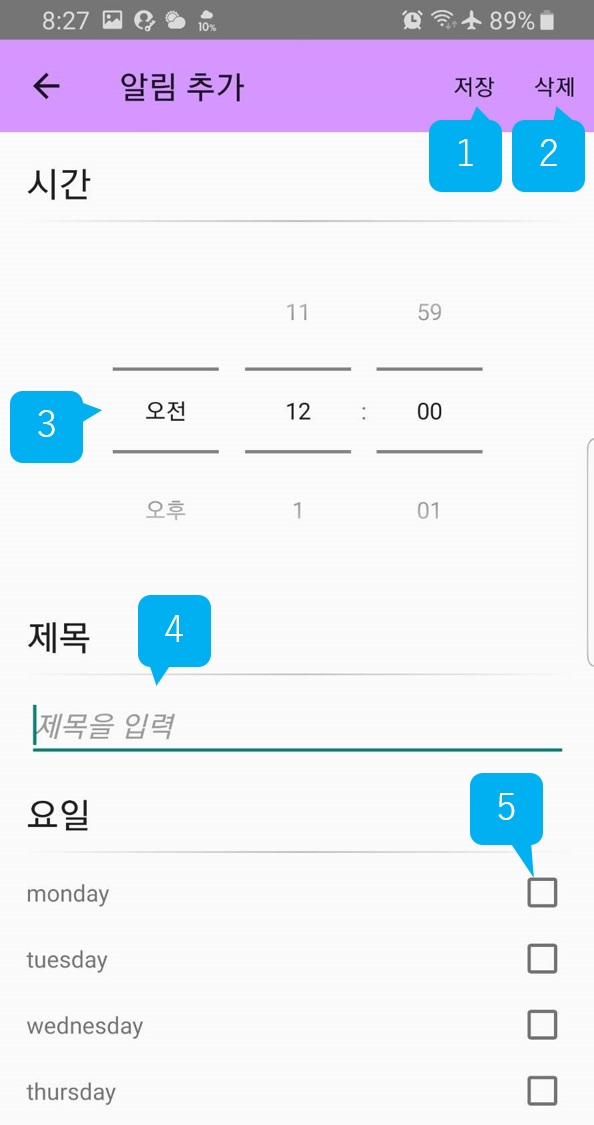 8:27 10% 89%
알림 추가 저장 삭제
1 2
시간
11 59
3 오전 12 : 00
오후 1 01
제목 4
제목을 입력
요일 5
monday
tuesday
wednesday
thursday